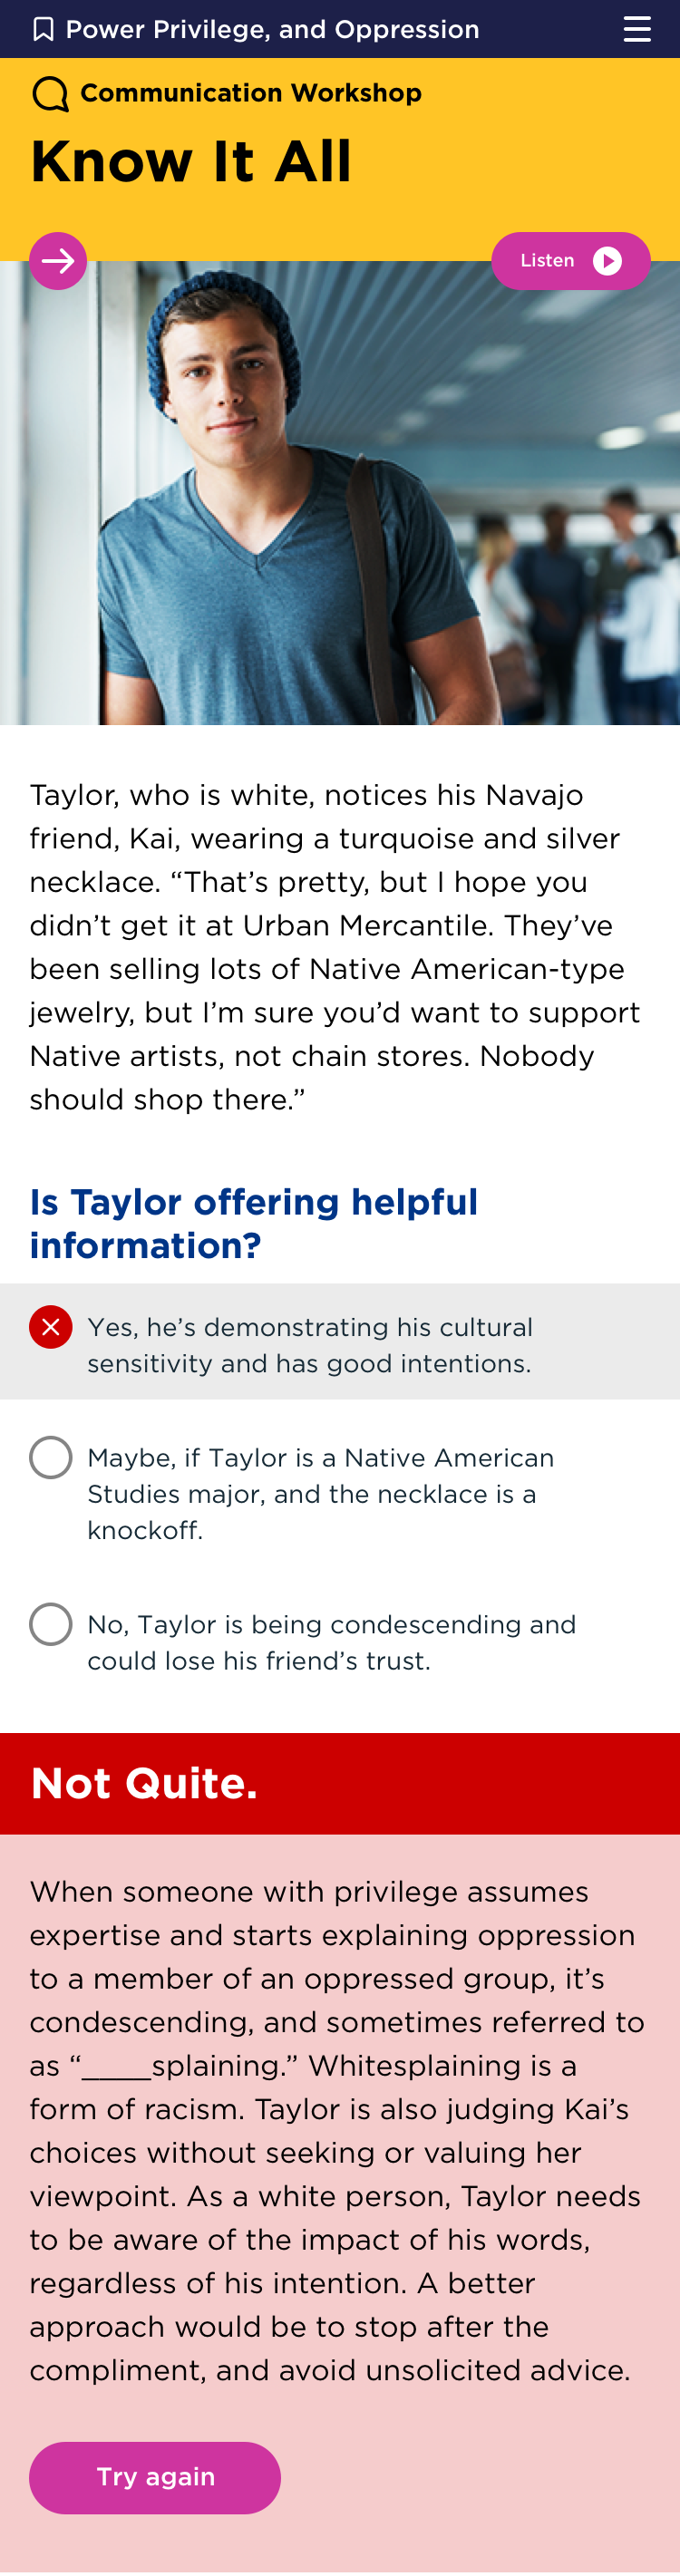 Power Privilege, and Oppression
Communication Workshop
Know It All
Listen
Taylor, who is white, notices his Navajo
friend, Kai, wearing a turquoise and silver
necklace. “That’s pretty, but I hope you
didn’t get it at Urban Mercantile. They’ve
been selling lots of Native American-type
jewelry, but I’m sure you’d want to support
Native artists, not chain stores. Nobody
should shop there.”
Is Taylor offering helpful
information?
Yes, he’s demonstrating his cultural
sensitivity and has good intentions.
Maybe, if Taylor is a Native American
Studies major, and the necklace is a
knockoff.
No, Taylor is being condescending and
could lose his friend’s trust.
Not Quite.
When someone with privilege assumes
expertise and starts explaining oppression
to a member of an oppressed group, it’s
condescending, and sometimes referred to
as “____splaining.” Whitesplaining is a
form of racism. Taylor is also judging Kai’s
choices without seeking or valuing her
viewpoint. As a white person, Taylor needs
to be aware of the impact of his words,
regardless of his intention. A better
approach would be to stop after the
compliment, and avoid unsolicited advice.
Try again